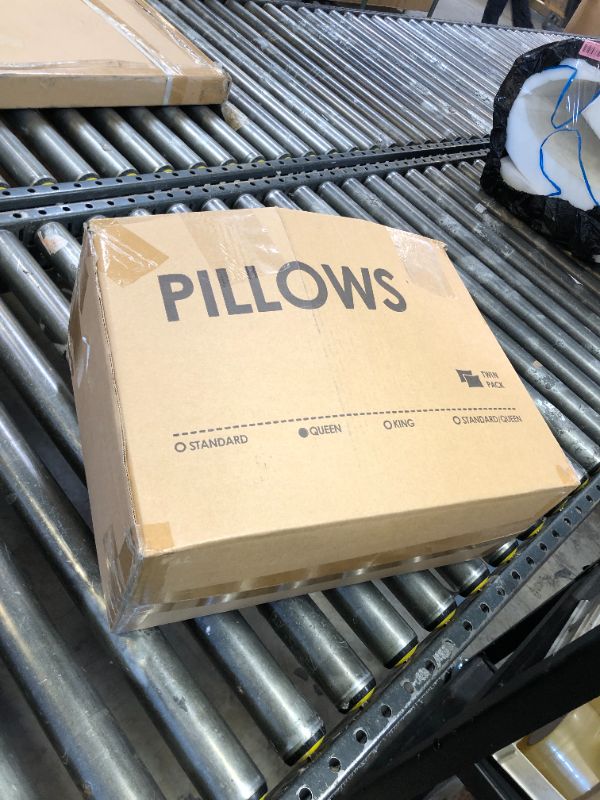 PILLOWS
TWIN
PACK
STANDARD QUEEN KING STANDARD/QUEEN